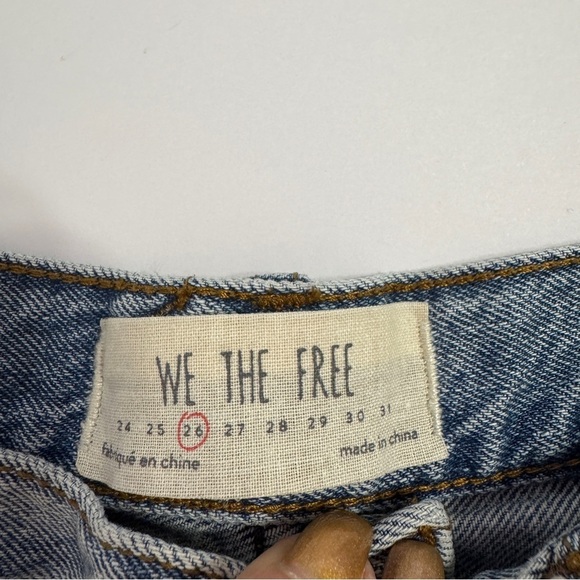 WE THE FREE
24 25 26 27 28 29 30 31
fabriqué en chine
made in china